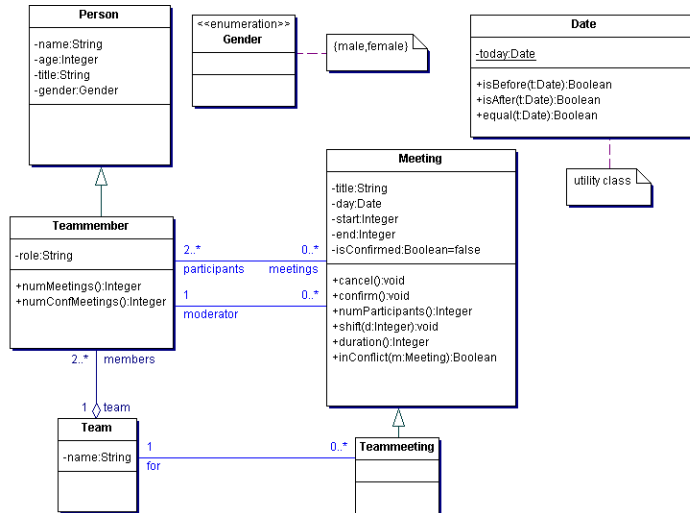 Person
-name:String
-age:Integer
-title:String
-gender:Gender
<<enumeration>>
Gender
{male,female}
Date
-today:Date
+isBefore(t:Date):Boolean
+isAfter(t:Date):Boolean
+equal(t:Date):Boolean
utility class
Meeting
-title:String
-day:Date
-start:Integer
-end:Integer
-isConfirmed:Boolean=false
+cancel():void
+confirm():void
+numParticipants():Integer
+shift(d:Integer):void
+duration():Integer
+inConflict(m:Meeting):Boolean
Teammember
-role:String
+numMeetings():Integer
+numConfMeetings():Integer
2..* 0..*
participants meetings
1 0..*
moderator
2..* members
1 team
Team
-name:String
1 0..*
for
Teammeeting